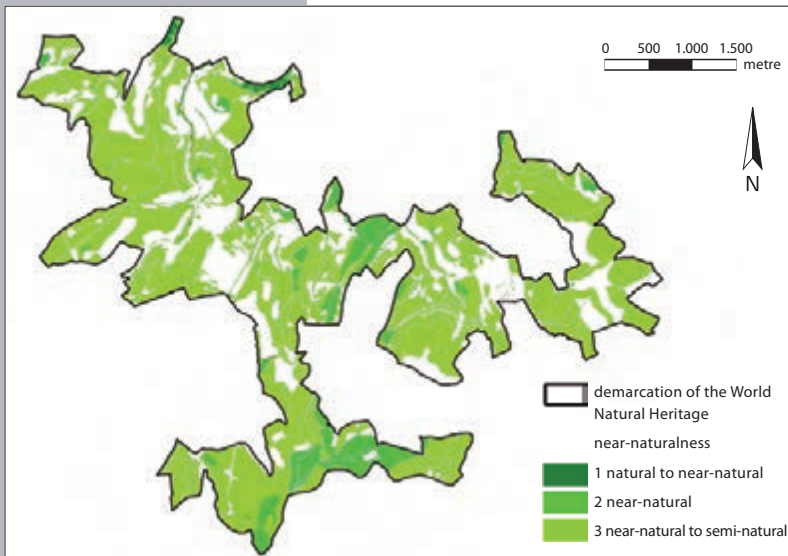 0 500 1.000 1.500
metre
N
demarcation of the World
Natural Heritage
near-naturalness
1 natural to near-natural
2 near-natural
3 near-natural to semi-natural